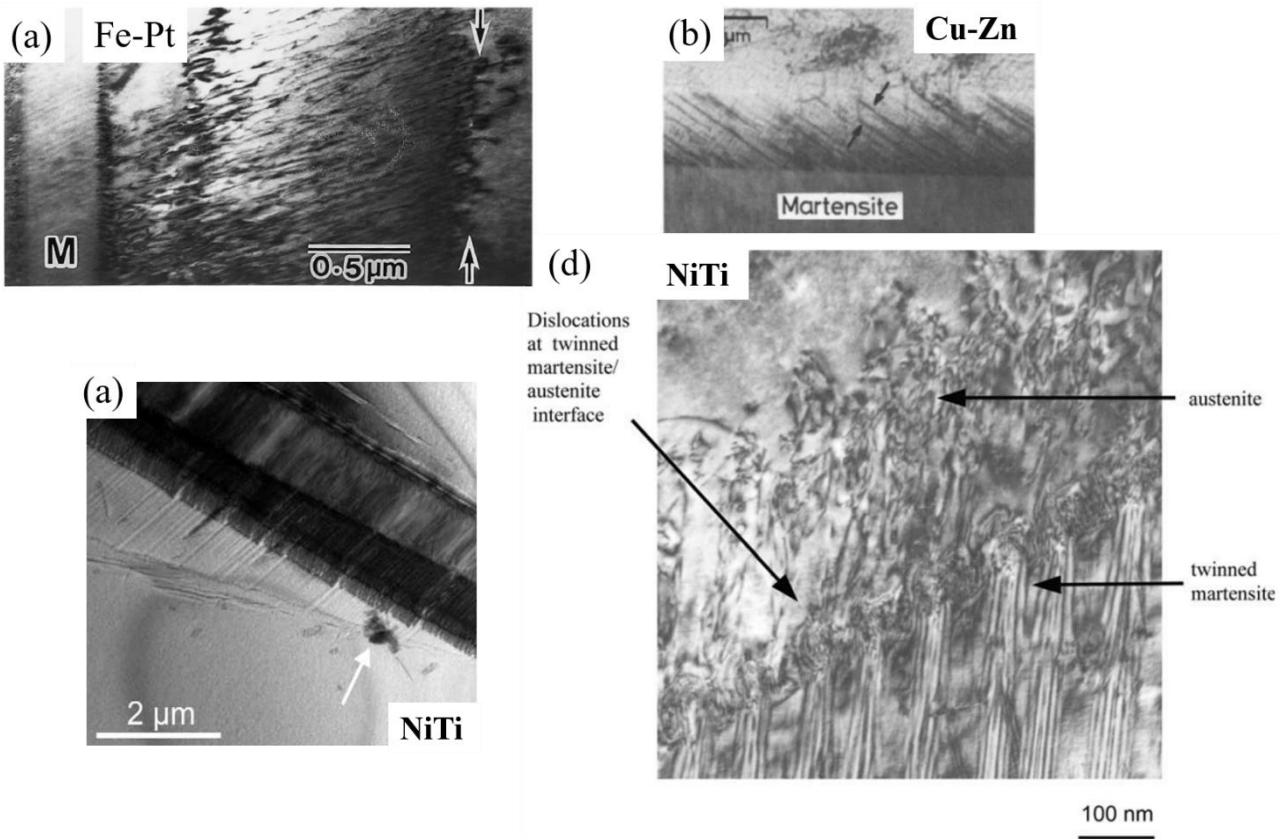 (a)
Fe-Pt
M
0.5μm
(b)
μm
Cu-Zn
Martensite
(a)
2 μm
NiTi
(d)
NiTi
Dislocations
at twinned
martensite/
austenite
interface
austenite
twinned
martensite
100 nm